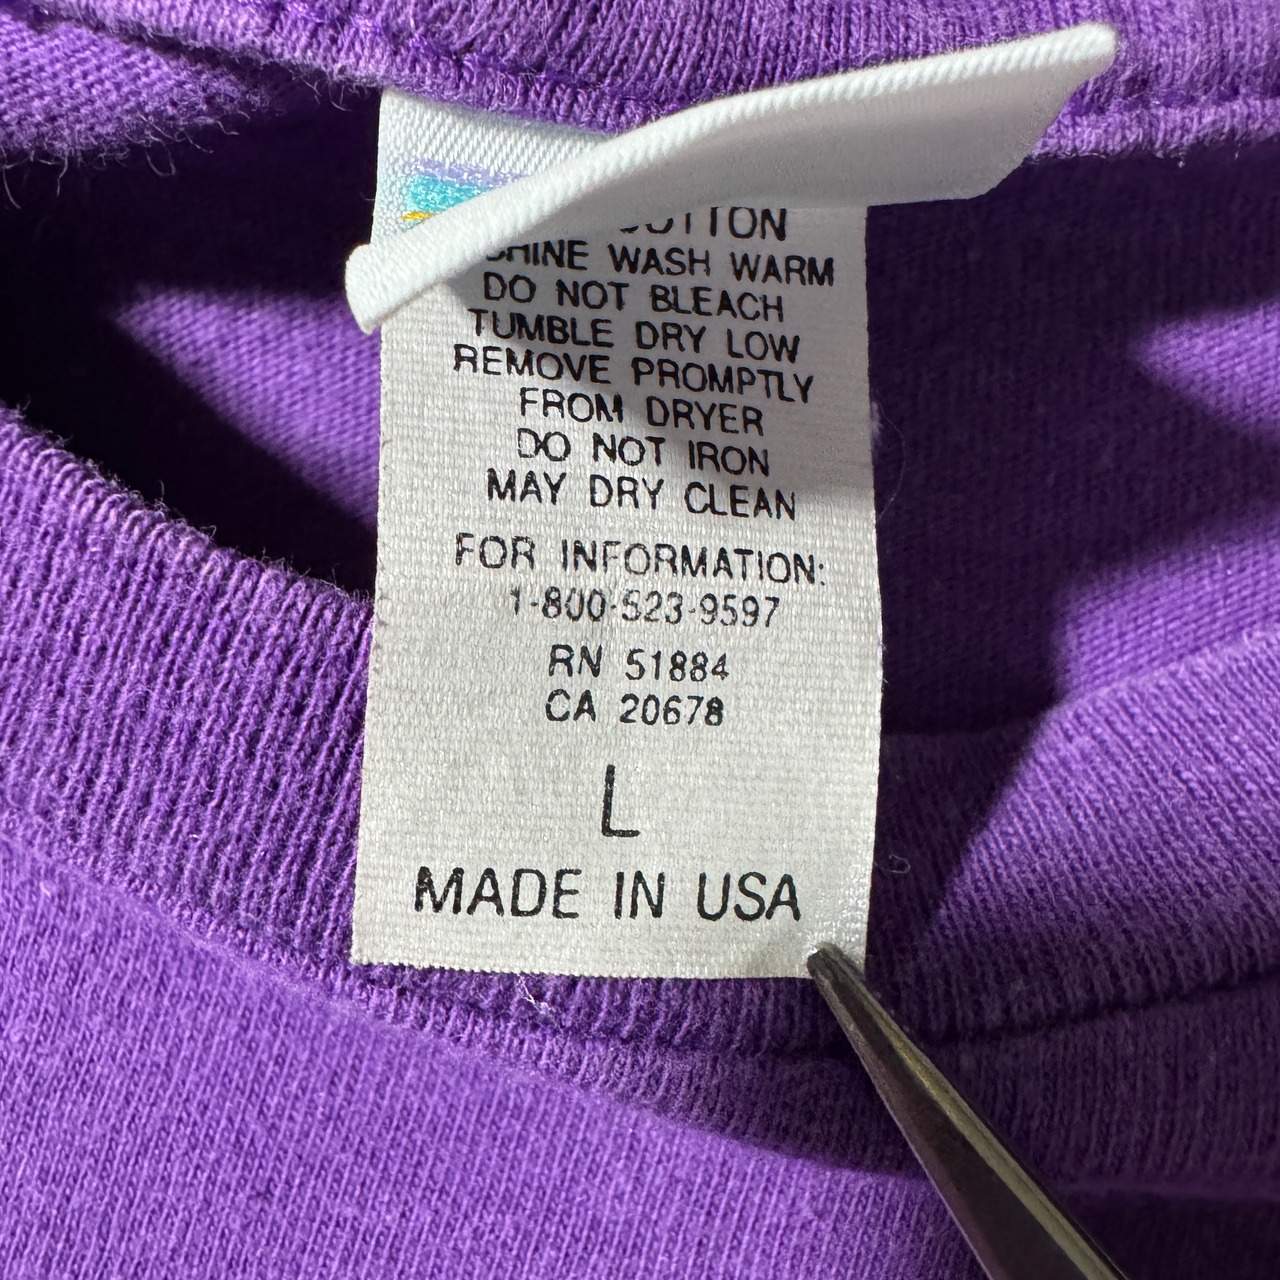 DO NOT BLEACH
WASH WARM
TUMBLE DRY LOW
REMOVE PROMPTLY
FROM DRYER
DO NOT IRON
MAY DRY CLEAN
FOR INFORMATION:
1-800-523-9597
RN 51884
CA 20678
L
MADE IN USA